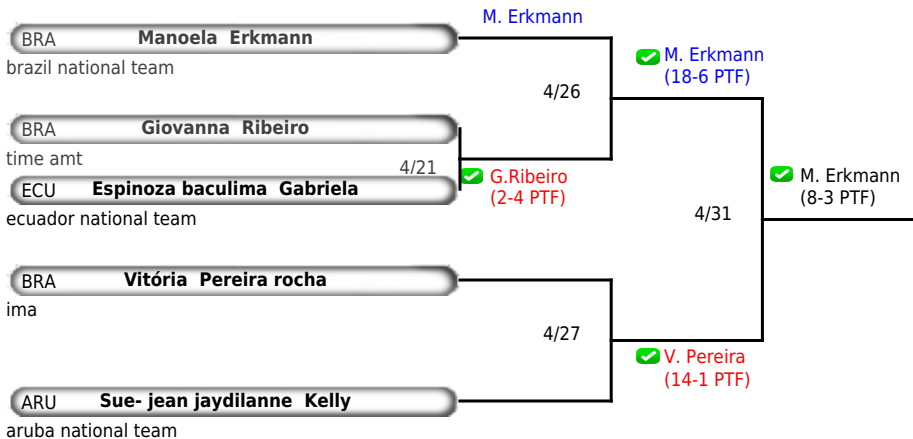 M. Erkmann
BRA Manoela Erkmann
brazil national team
M. Erkmann
(18-6 PTF)
4/26
BRA Giovanna Ribeiro
time amt
4/21
G.Ribeiro
(2-4 PTF)
ECU Espinoza baculima Gabriela
ecuador national team
M. Erkmann
(8-3 PTF)
4/31
BRA Vitória Pereira rocha
ima
4/27
V. Pereira
(14-1 PTF)
ARU Sue- jean jaydilanne Kelly
aruba national team